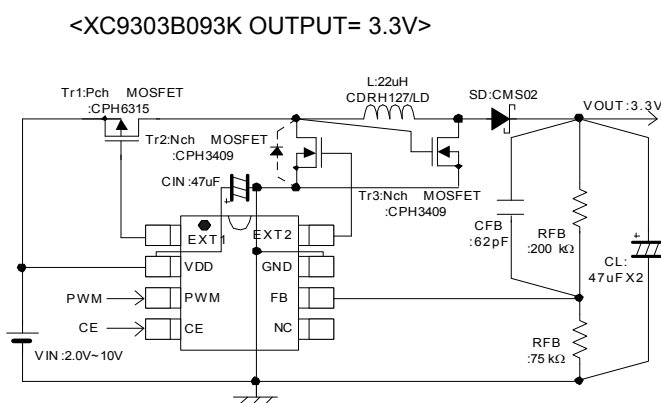 <XC9303B093K OUTPUT= 3.3V>
L:22uH
CDRH127/LD
SD:CMS02
Tr1:Pch MOSFET
:CPH6315
VOUT:3.3V
Tr2:Nch MOSFET
:CPH3409
CIN:47uF
+
Tr3:Nch MOSFET
:CPH3409
CFB
:62pF
RFB
:200 kΩ
+
CL:
47uFX2
EXT1
EXT2
VDD
GND
PWM
PWM
FB
CE
CE
NC
VIN:2.0V~10V
RFB
:75 kΩ